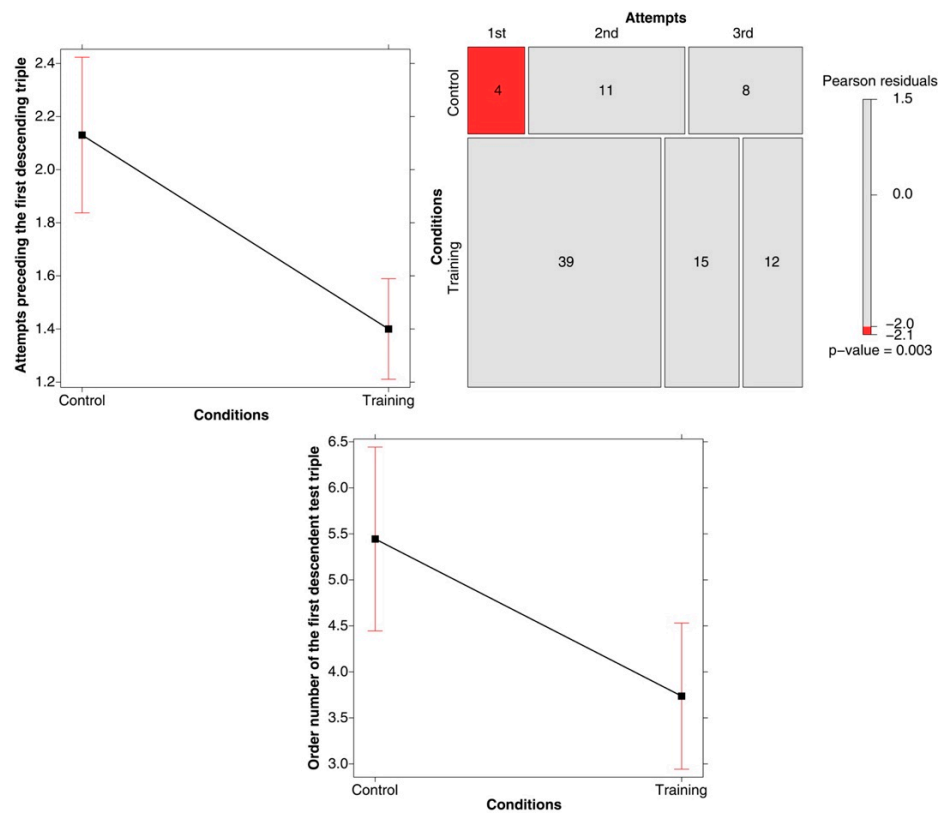 Attempts preceding the first descending triple
2.4
2.2
2.0
1.8
1.6
1.4
1.2
Control Training
Conditions
Attempts
1st 2nd 3rd
Conditions
Control
Training
4 11 8
39 15 12
Pearson residuals
1.5
0.0
−2.0
−2.1
p−value = 0.003
Order number of the first descendent test triple
6.5
6.0
5.5
5.0
4.5
4.0
3.5
3.0
Control Training
Conditions